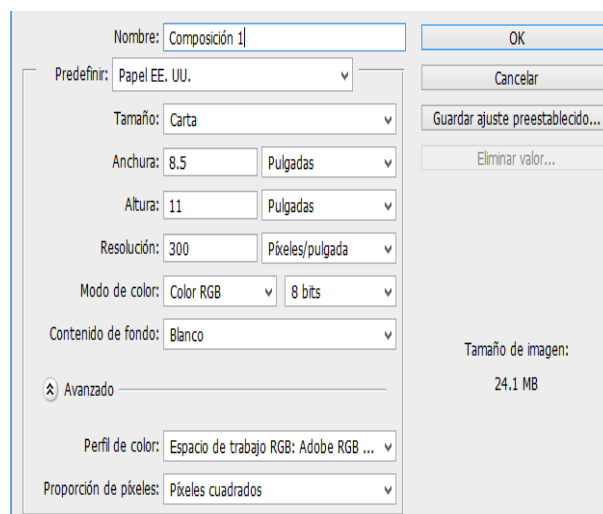 Nombre: Composición 1 OK
Predefinir: Papel EE. UU. Cancelar
Tamaño: Carta Guardar ajuste preestablecido...
Anchura: 8.5 Pulgadas Eliminar valor...
Altura: 11 Pulgadas
Resolución: 300 Píxeles/pulgada
Modo de color: Color RGB 8 bits
Contenido de fondo: Blanco
Tamaño de imagen:
Avanzado 24.1 MB
Perfil de color: Espacio de trabajo RGB: Adobe RGB ...
Proporción de píxeles: Píxeles cuadrados